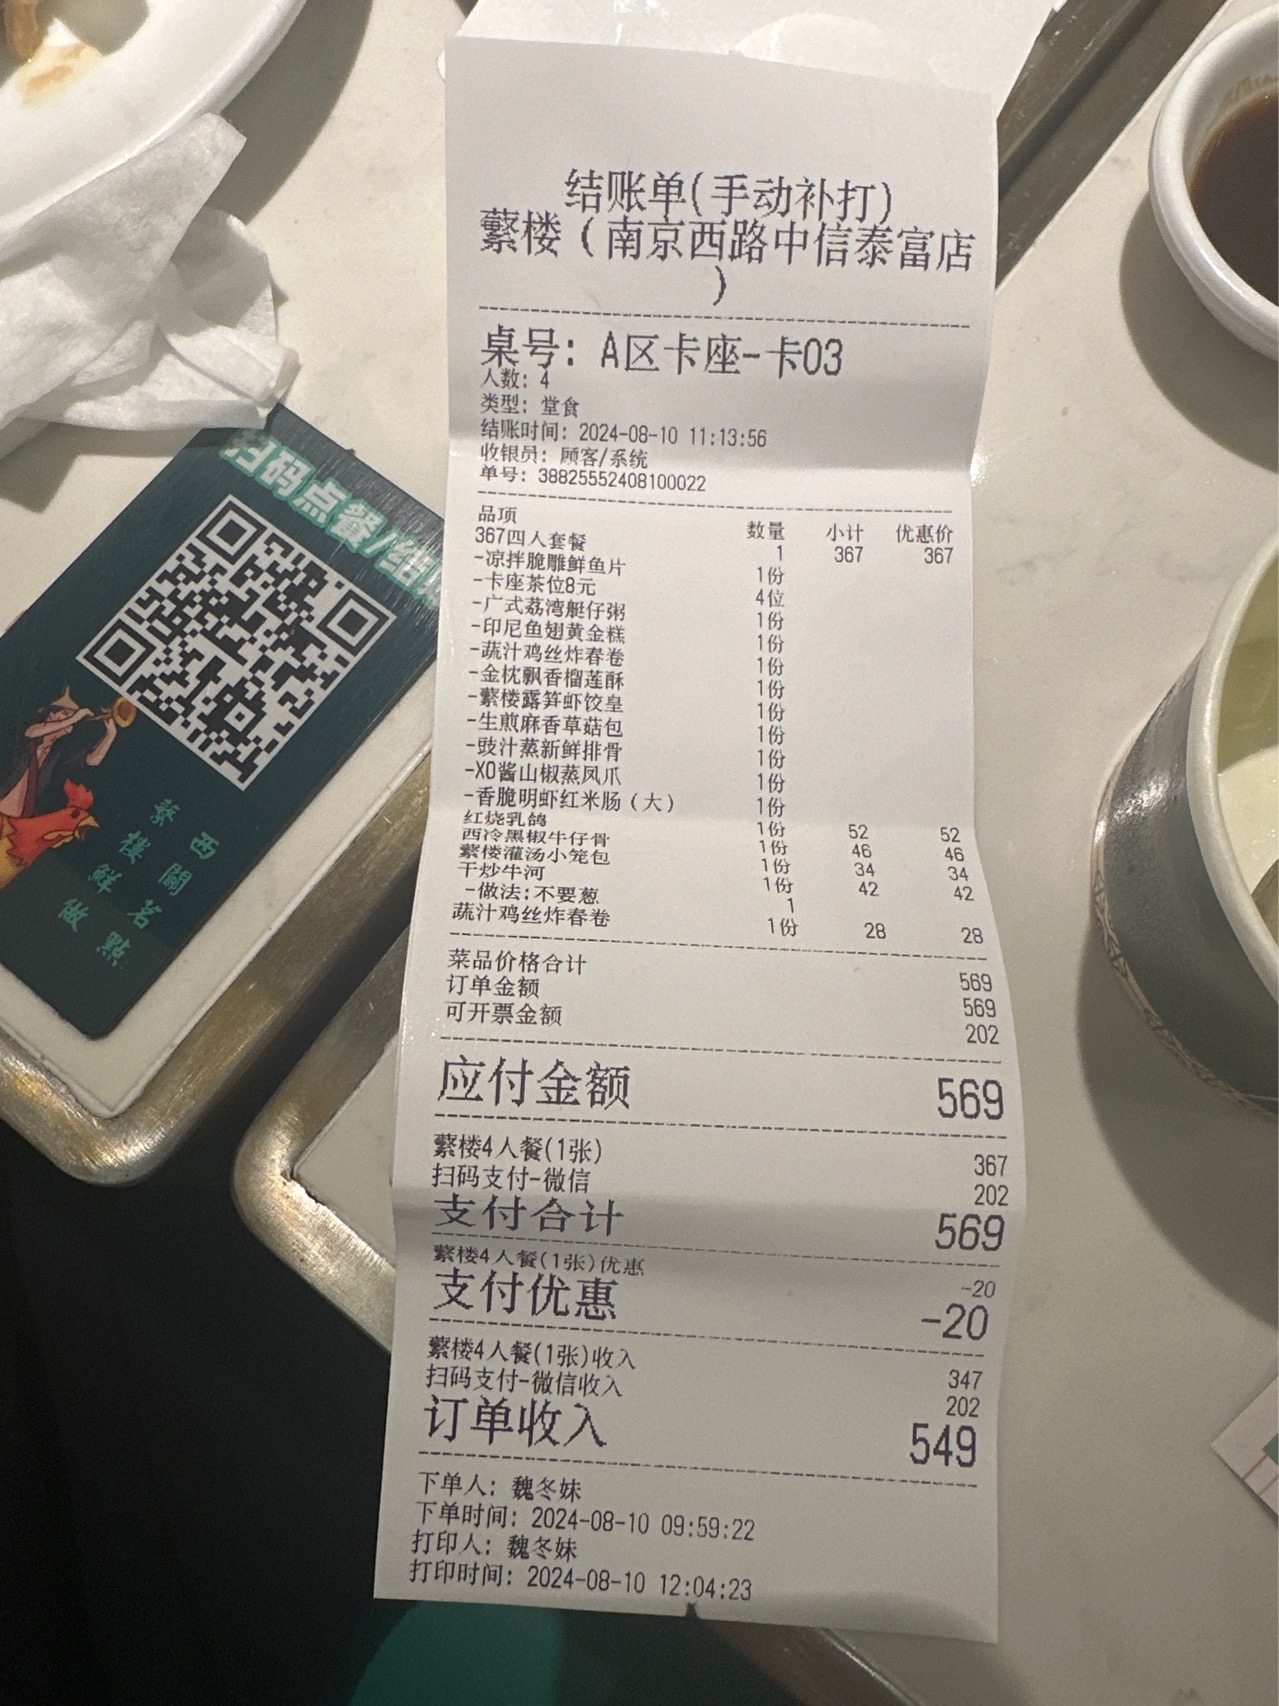 结账单(手动补打)
蘩楼（南京西路中信泰富店
）
桌号: A区卡座-卡03
人数: 4
类型: 堂食
结账时间: 2024-08-10 11:13:56
收银员: 顾客/系统
单号: 38825552408100022
品项 数量 小计 优惠价
367四人套餐 1 367 367
-凉拌脆雕鲜鱼片 1份
-卡座茶位8元 4位
-广式荔湾艇仔粥 1份
-印尼鱼翅黄金糕 1份
-蔬汁鸡丝炸春卷 1份
-金枕飘香榴莲酥 1份
-蘩楼露笋虾饺皇 1份
-生煎麻香草菇包 1份
-豉汁蒸新鲜排骨 1份
-XO酱山椒蒸凤爪 1份
-香脆明虾红米肠（大） 1份
红烧乳鸽 1份 52 52
西冷黑椒牛仔骨 1份 46 46
蘩楼灌汤小笼包 1份 34 34
干炒牛河 1份 42 42
-做法:不要葱 1
蔬汁鸡丝炸春卷 1份 28 28
菜品价格合计 569
订单金额 569
可开票金额 202
应付金额 569
蘩楼4人餐(1张) 367
扫码支付-微信 202
支付合计 569
蘩楼4人餐(1张)优惠 -20
支付优惠 -20
蘩楼4人餐(1张)收入 347
扫码支付-微信收入 202
订单收入 549
下单人: 魏冬妹
下单时间: 2024-08-10 09:59:22
打印人: 魏冬妹
打印时间: 2024-08-10 12:04:23
扫码点餐/结
西關茗點
蘩樓鮮做